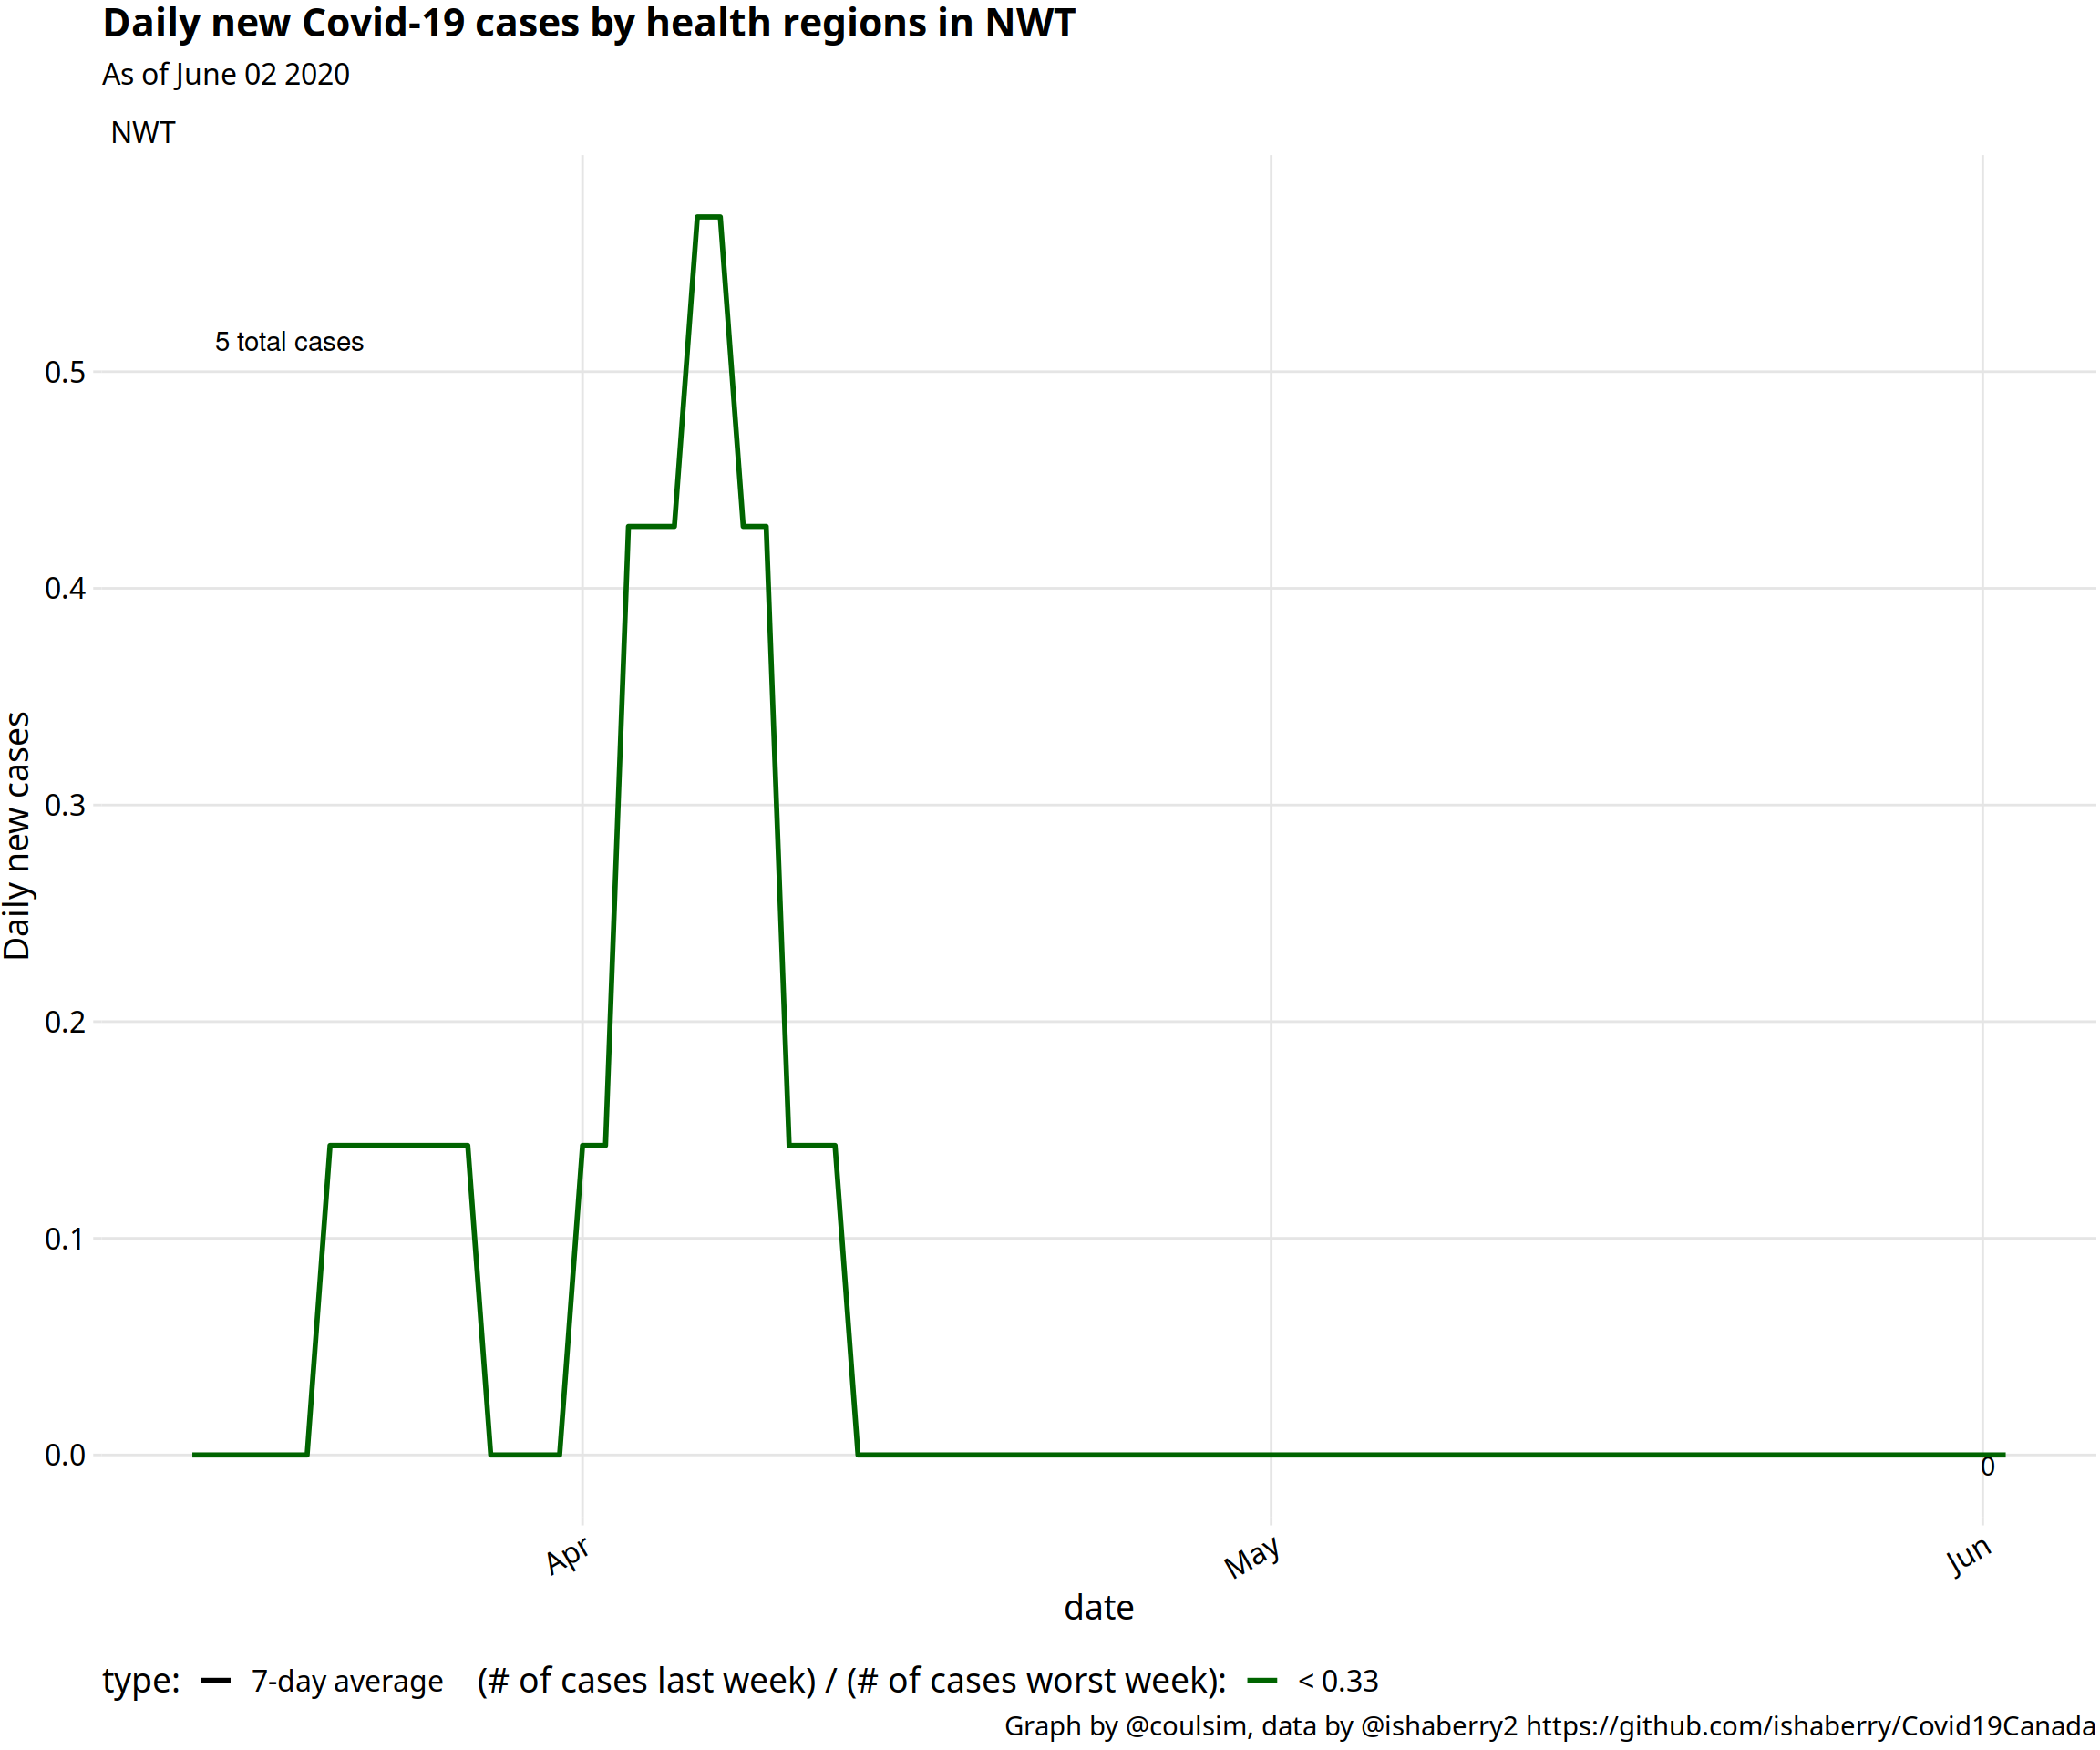 Daily new Covid-19 cases by health regions in NWT
As of June 02 2020
NWT
5 total cases
0.5
0.4
0.3
0.2
0.1
0.0
Daily new cases
0
Apr May Jun
date
type: 7-day average (# of cases last week) / (# of cases worst week): < 0.33
Graph by @coulsim, data by @ishaberry2 https://github.com/ishaberry/Covid19Canada